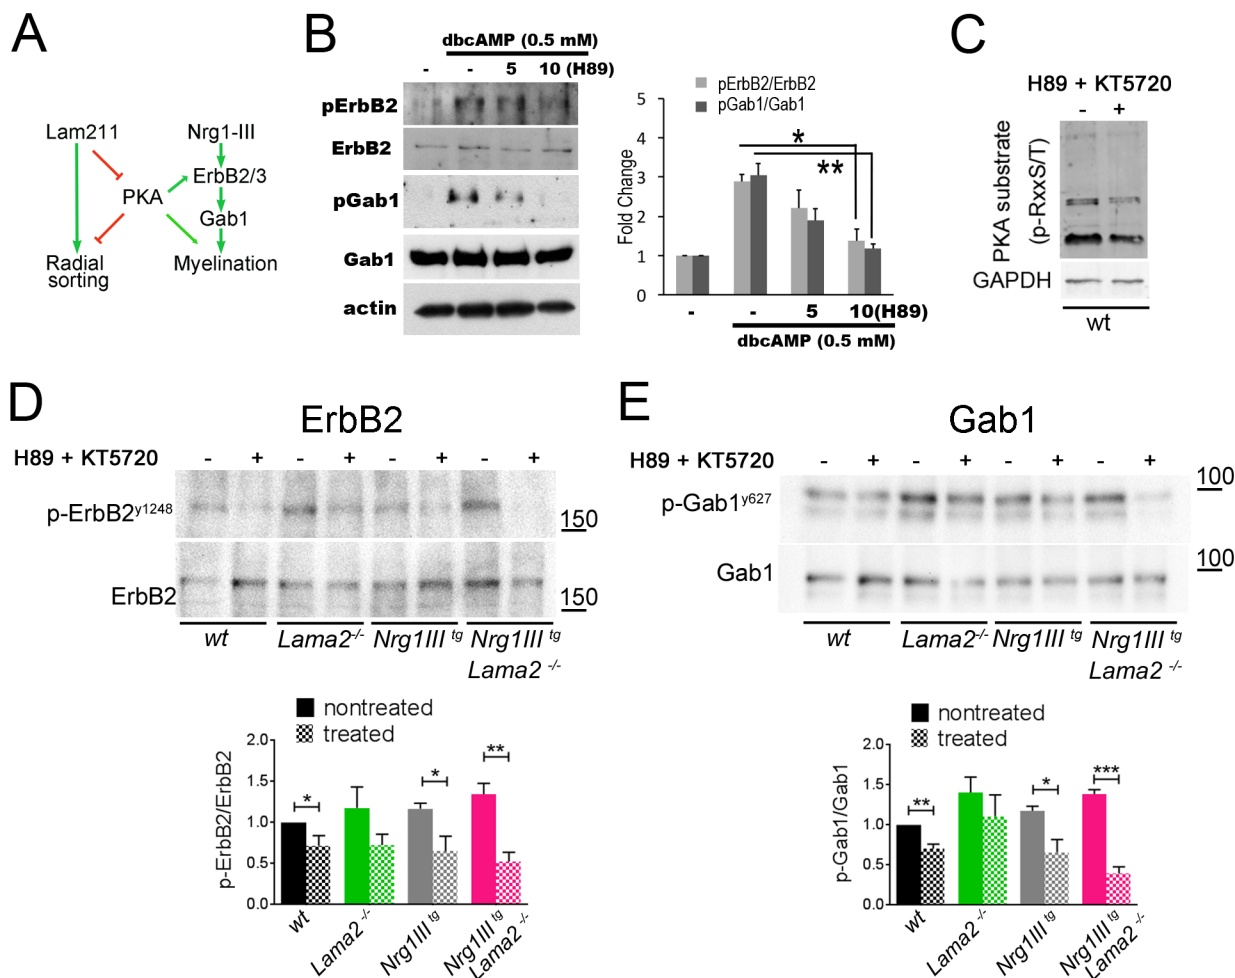 A
Lam211
Nrg1-III
ErbB2/3
PKA
Gab1
Radial
sorting
Myelination
B
dbcAMP (0.5 mM)
- - 5 10 (H89)
pErbB2
ErbB2
pGab1
Gab1
actin
pErbB2/ErbB2
pGab1/Gab1
Fold Change
5
4
3
2
1
0
*
**
- - 5 10(H89)
dbcAMP (0.5 mM)
C
H89 + KT5720
- +
PKA substrate
(p-RxxS/T)
GAPDH
wt
D
ErbB2
H89 + KT5720 - + - + - + - +
p-ErbB2y1248
150
ErbB2
150
wt Lama2-/- Nrg1III tg Nrg1III tg
Lama2 -/-
nontreated
treated
p-ErbB2/ErbB2
2.0
1.5
1.0
0.5
0.0
* * **
wt Lama2 -/- Nrg1III tg Nrg1III tg
Lama2 -/-
E
Gab1
H89 + KT5720 - + - + - + - +
100
p-Gab1y627
100
Gab1
wt Lama2-/- Nrg1III tg Nrg1III tg
Lama2 -/-
nontreated
treated
p-Gab1/Gab1
2.0
1.5
1.0
0.5
0.0
** * ***
wt Lama2 -/- Nrg1III tg Nrg1III tg
Lama2 -/-